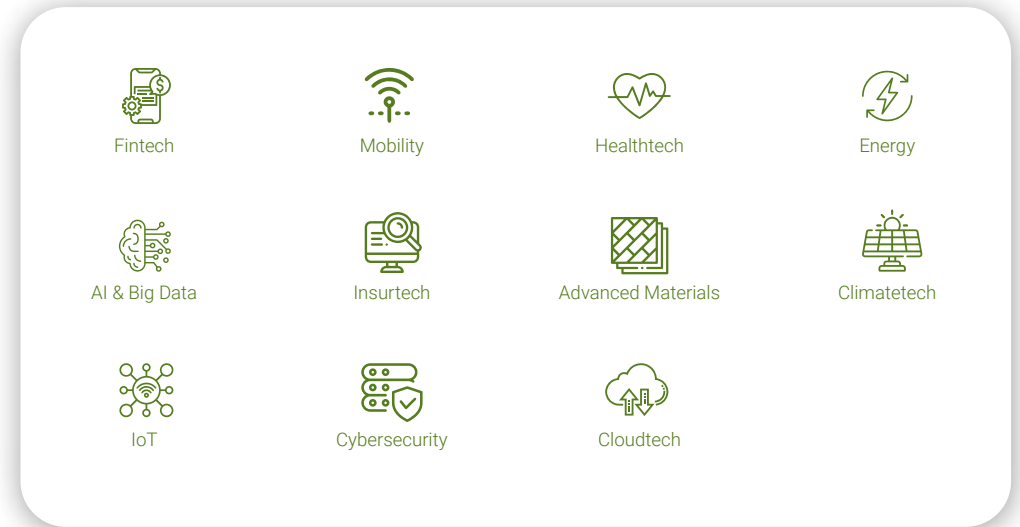 Fintech
Mobility
Healthtech
Energy
AI & Big Data
Insurtech
Advanced Materials
Climatetech
IoT
Cybersecurity
Cloudtech